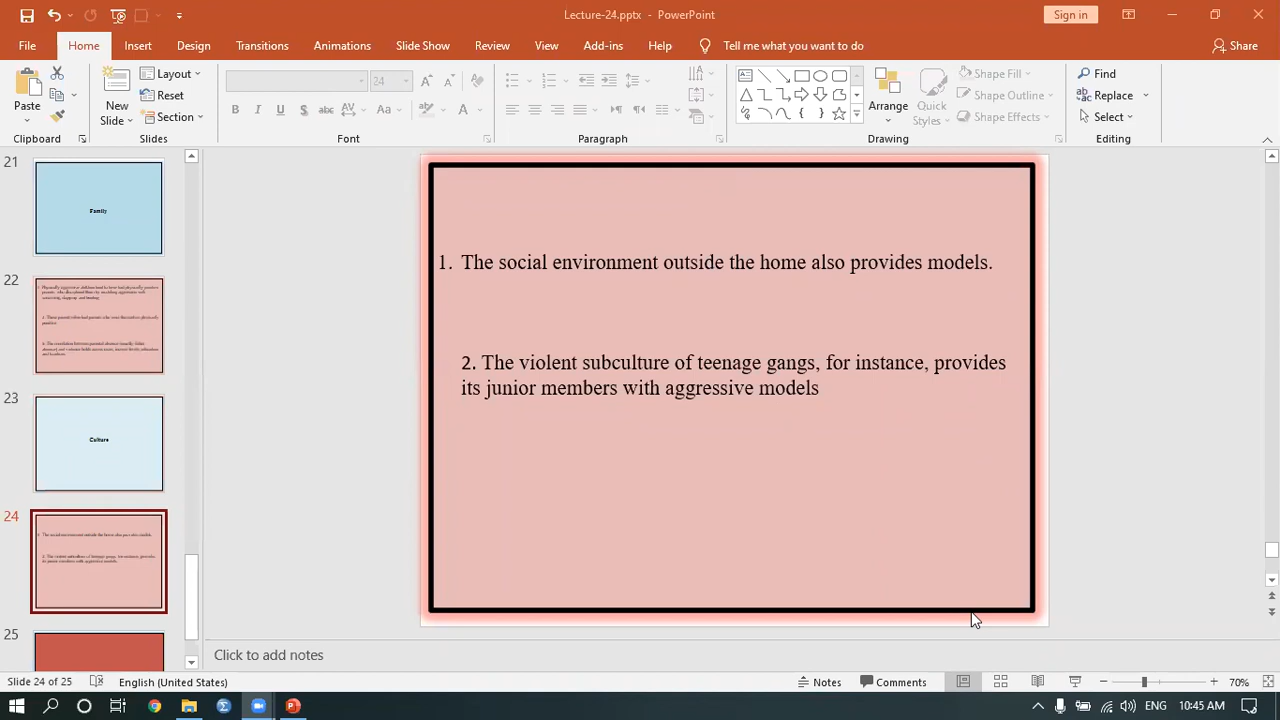 Lecture-24.pptx - PowerPoint
Sign in
File Home Insert Design Transitions Animations Slide Show Review View Add-ins Help Tell me what you want to do Share
Paste
New Slide
Layout
Reset
Section
24
Arrange
Quick Styles
Shape Fill
Shape Outline
Shape Effects
Find
Replace
Select
Clipboard Slides Font Paragraph Drawing Editing
21
Family
22
23
Culture
24
25
1. The social environment outside the home also provides models.
2. The violent subculture of teenage gangs, for instance, provides
its junior members with aggressive models
Click to add notes
Slide 24 of 25 English (United States) Notes Comments 70%
ENG 10:45 AM